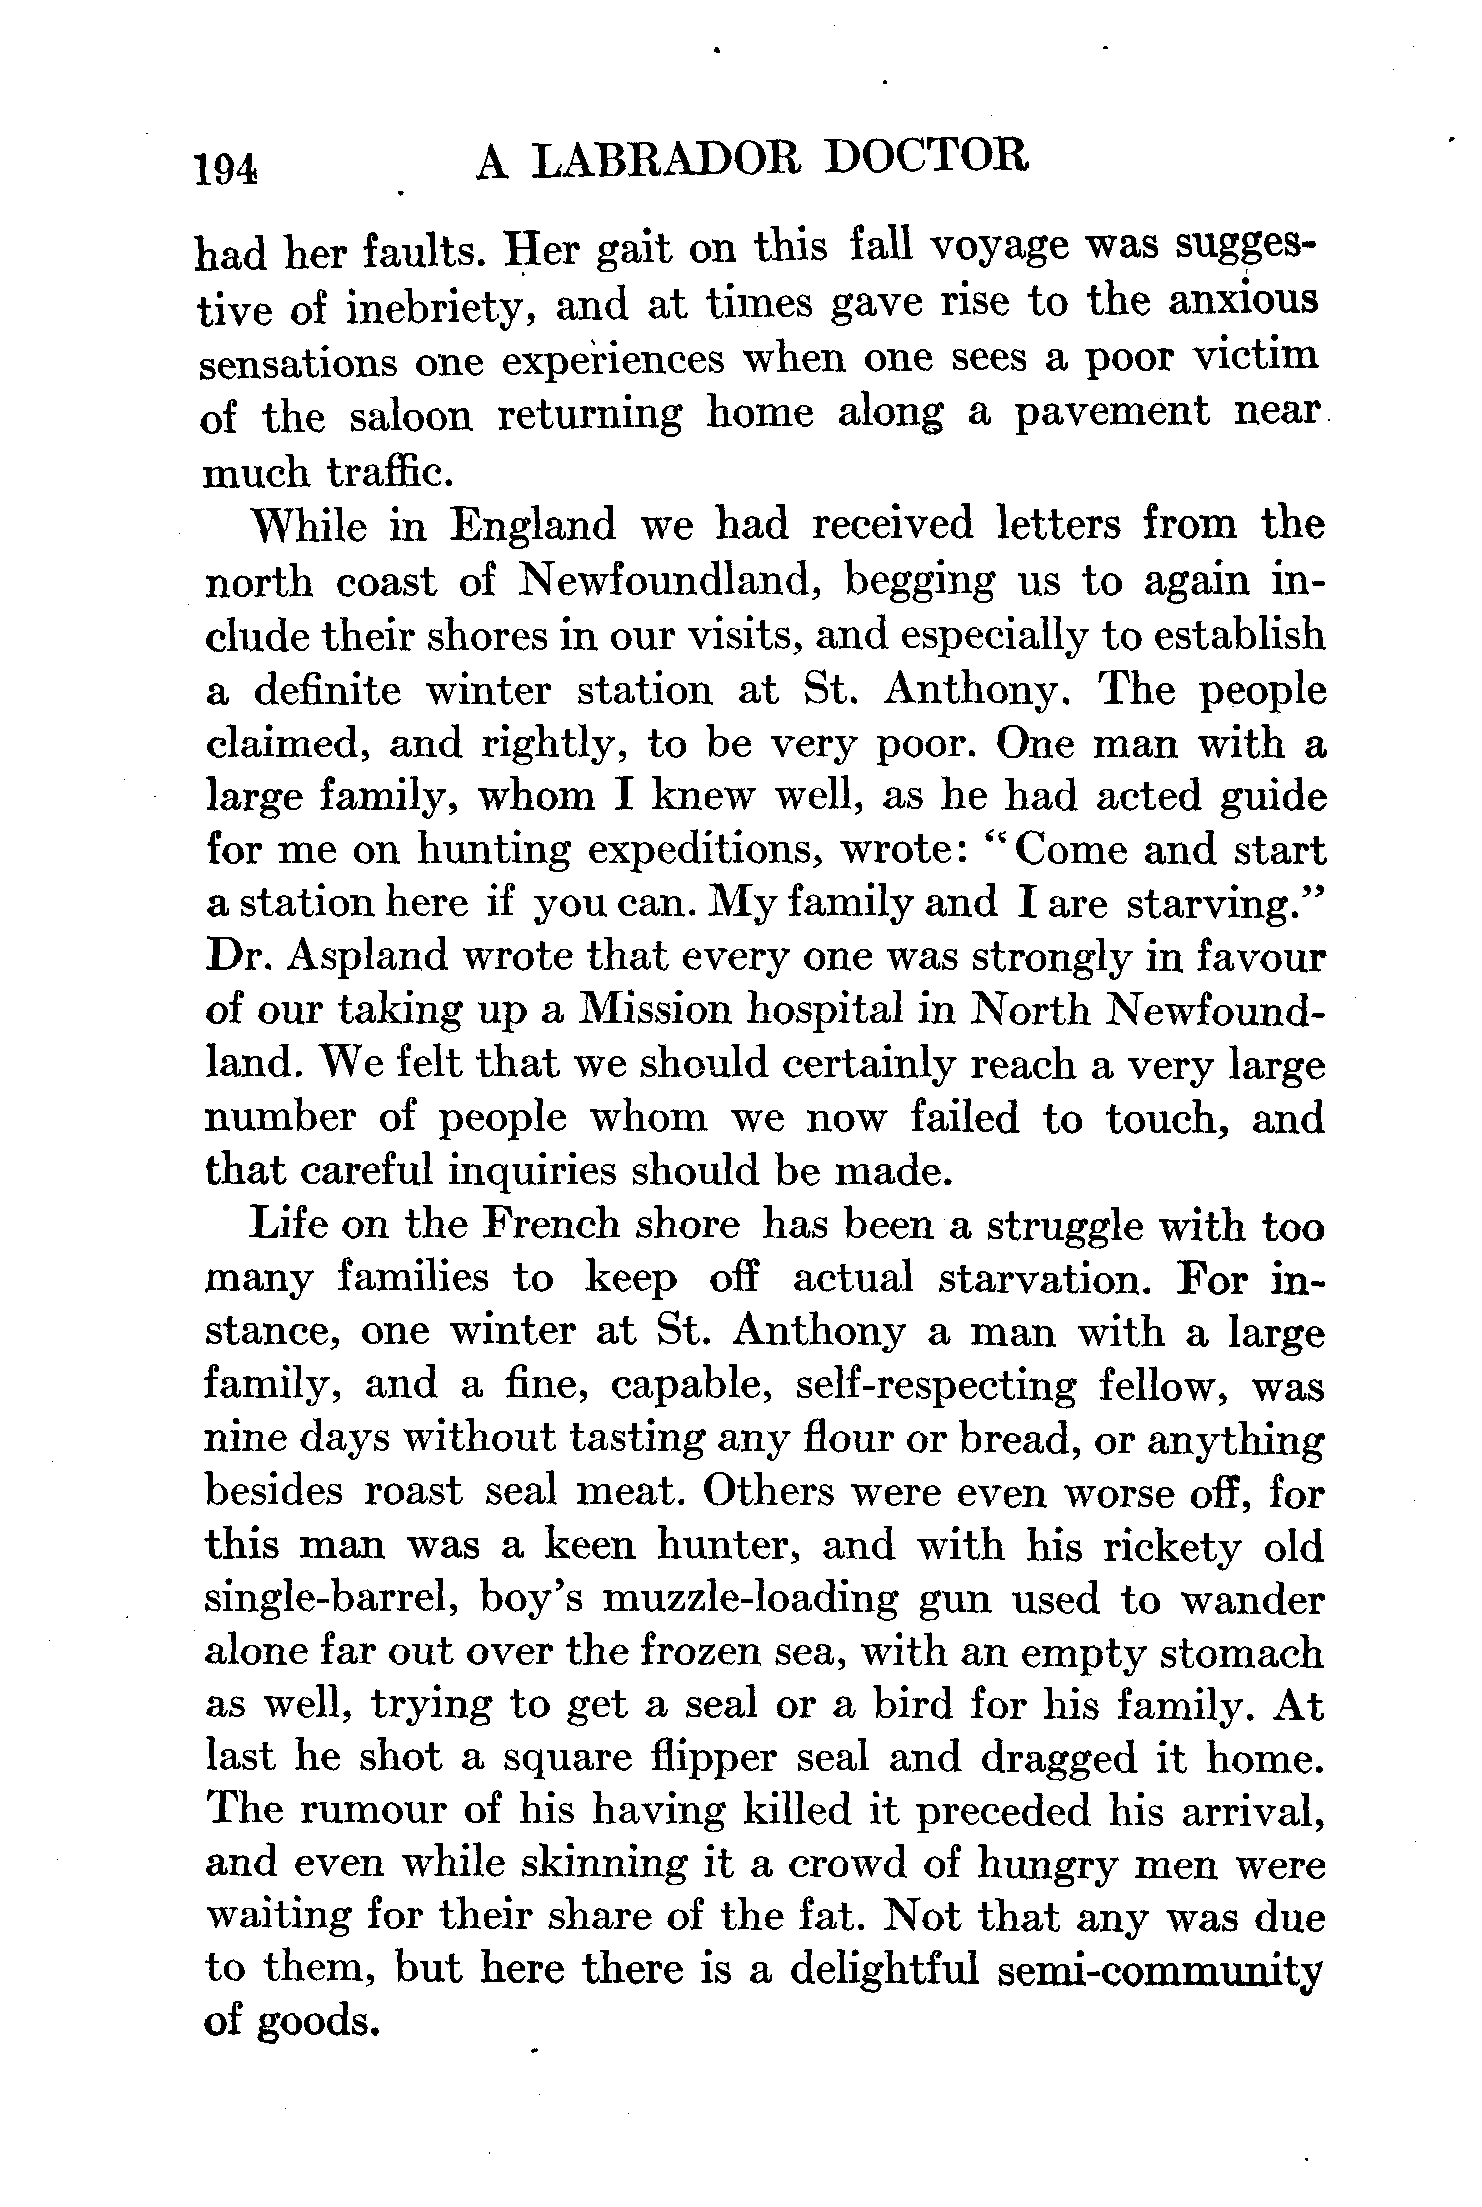 194 A LABRADOR DOCTOR
had her faults. Her gait on this fall voyage was sugges-
tive of inebriety, and at times gave rise to the anxious
sensations one experiences when one sees a poor victim
of the saloon returning home along a pavement near
much traffic.
While in England we had received letters from the
north coast of Newfoundland, begging us to again in-
clude their shores in our visits, and especially to establish
a definite winter station at St. Anthony. The people
claimed, and rightly, to be very poor. One man with a
large family, whom I knew well, as he had acted guide
for me on hunting expeditions, wrote: “Come and start
a station here if you can. My family and I are starving.”
Dr. Aspland wrote that every one was strongly in favour
of our taking up a Mission hospital in North Newfound-
land. We felt that we should certainly reach a very large
number of people whom we now failed to touch, and
that careful inquiries should be made.
Life on the French shore has been a struggle with too
many families to keep off actual starvation. For in-
stance, one winter at St. Anthony a man with a large
family, and a fine, capable, self-respecting fellow, was
nine days without tasting any flour or bread, or anything
besides roast seal meat. Others were even worse off, for
this man was a keen hunter, and with his rickety old
single-barrel, boy’s muzzle-loading gun used to wander
alone far out over the frozen sea, with an empty stomach
as well, trying to get a seal or a bird for his family. At
last he shot a square flipper seal and dragged it home.
The rumour of his having killed it preceded his arrival,
and even while skinning it a crowd of hungry men were
waiting for their share of the fat. Not that any was due
to them, but here there is a delightful semi-community
of goods.